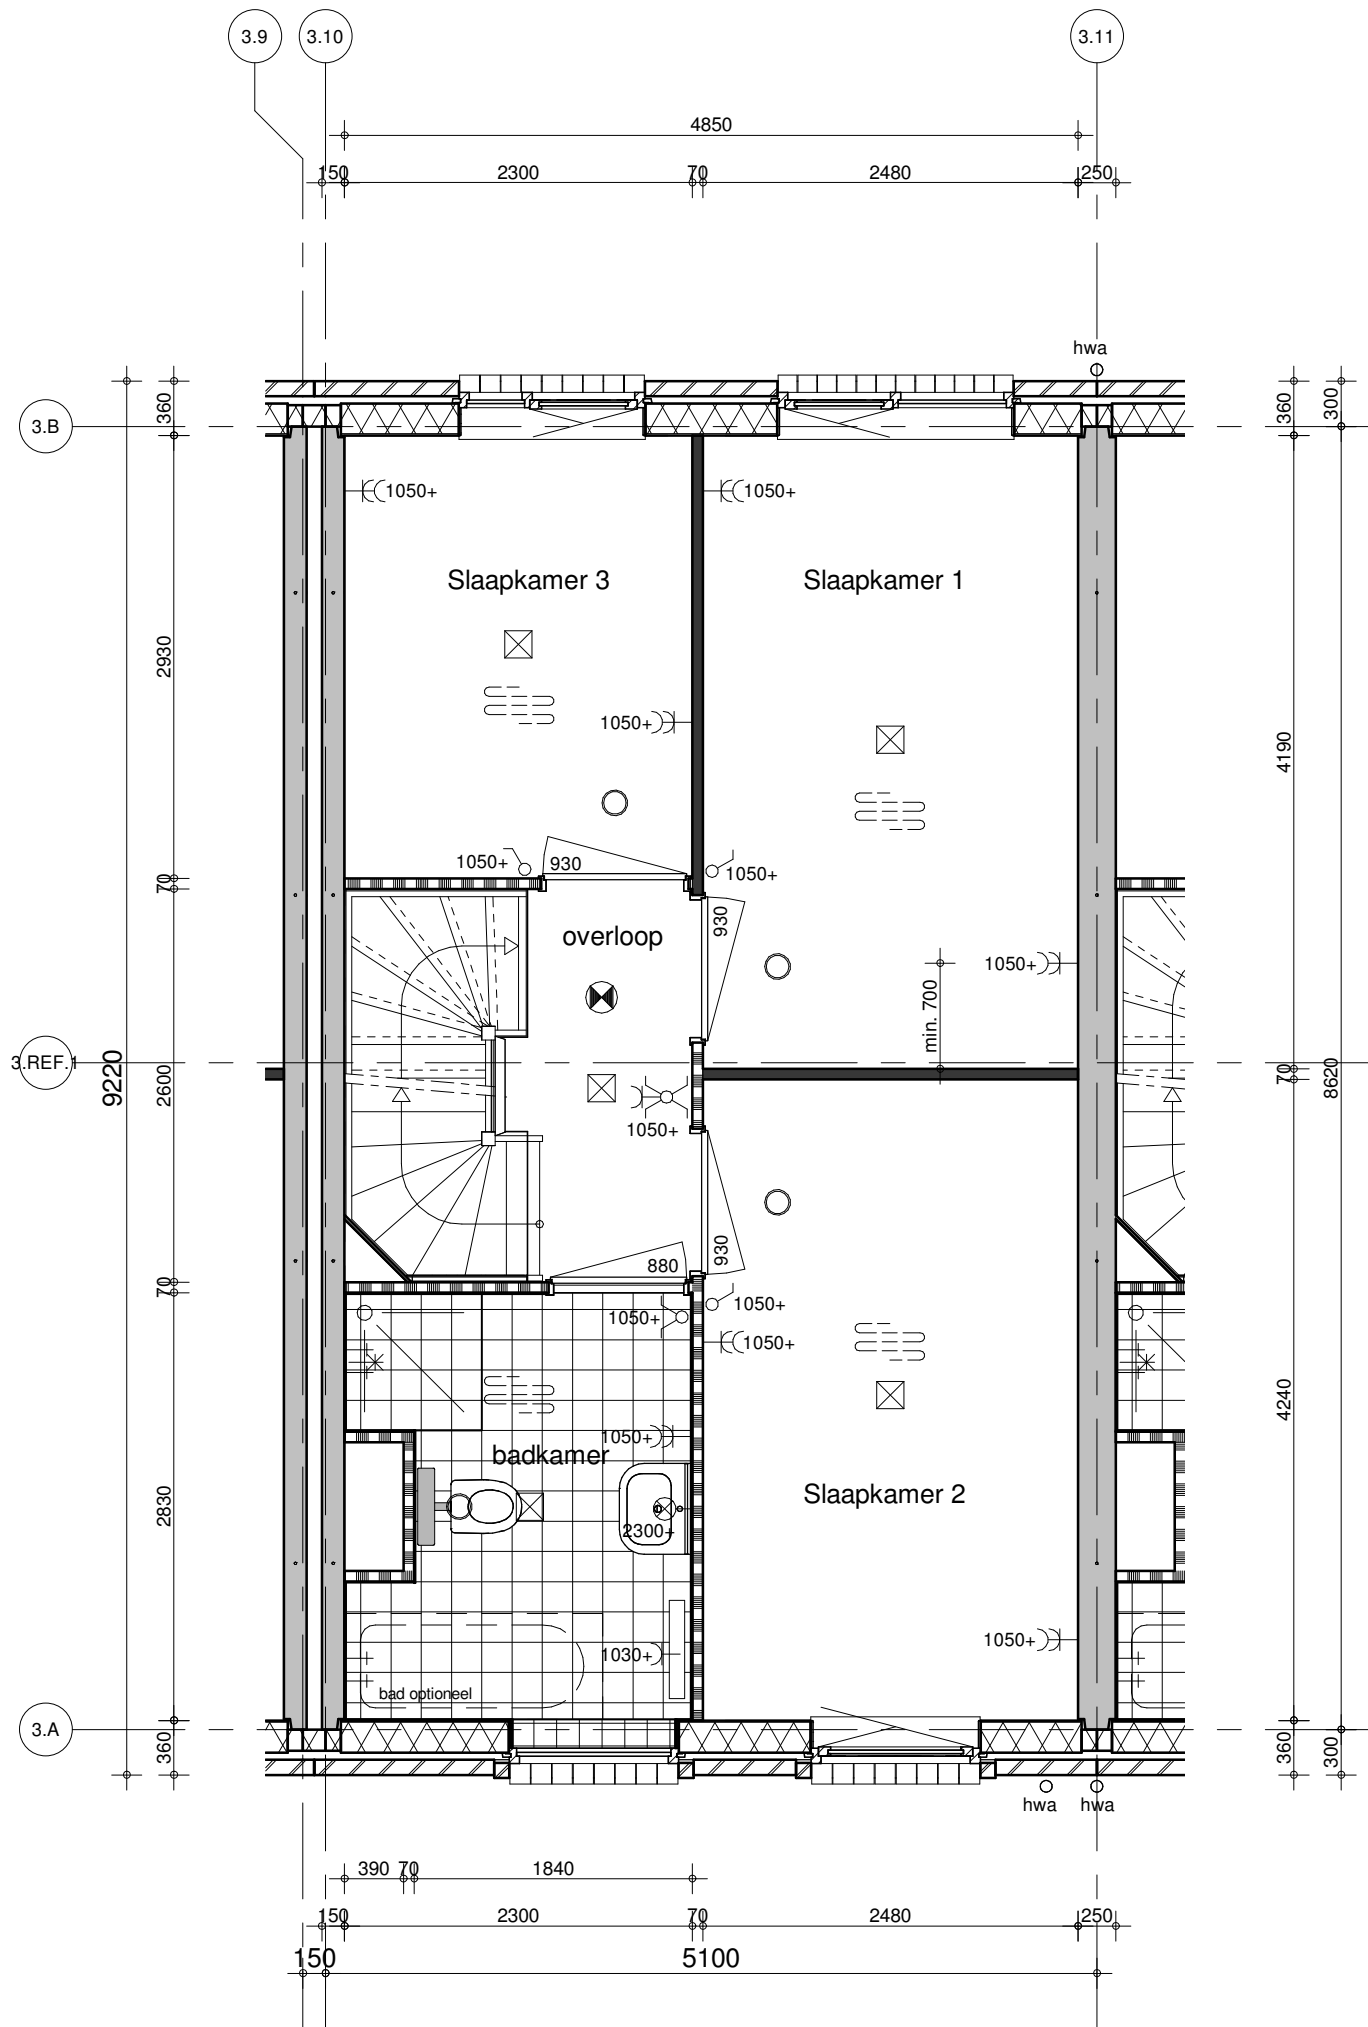 3.9 3.10 3.11
4850
150 2300 70 2480 250
hwa
360 360 300
3.B
1050+ 1050+
Slaapkamer 3 Slaapkamer 1
2930
1050+
4190
1050+ 930 1050+
70
930
overloop
1050+
min. 700
3.REF.1
9220
2600
70
8620
1050+
930
880
70
1050+ 1050+
1050+
4240
1050+
badkamer
Slaapkamer 2
2830
2300+
1050+
1030+
bad optioneel
3.A
360 360 300
hwa hwa
390 70 1840
150 2300 70 2480 250
150 5100